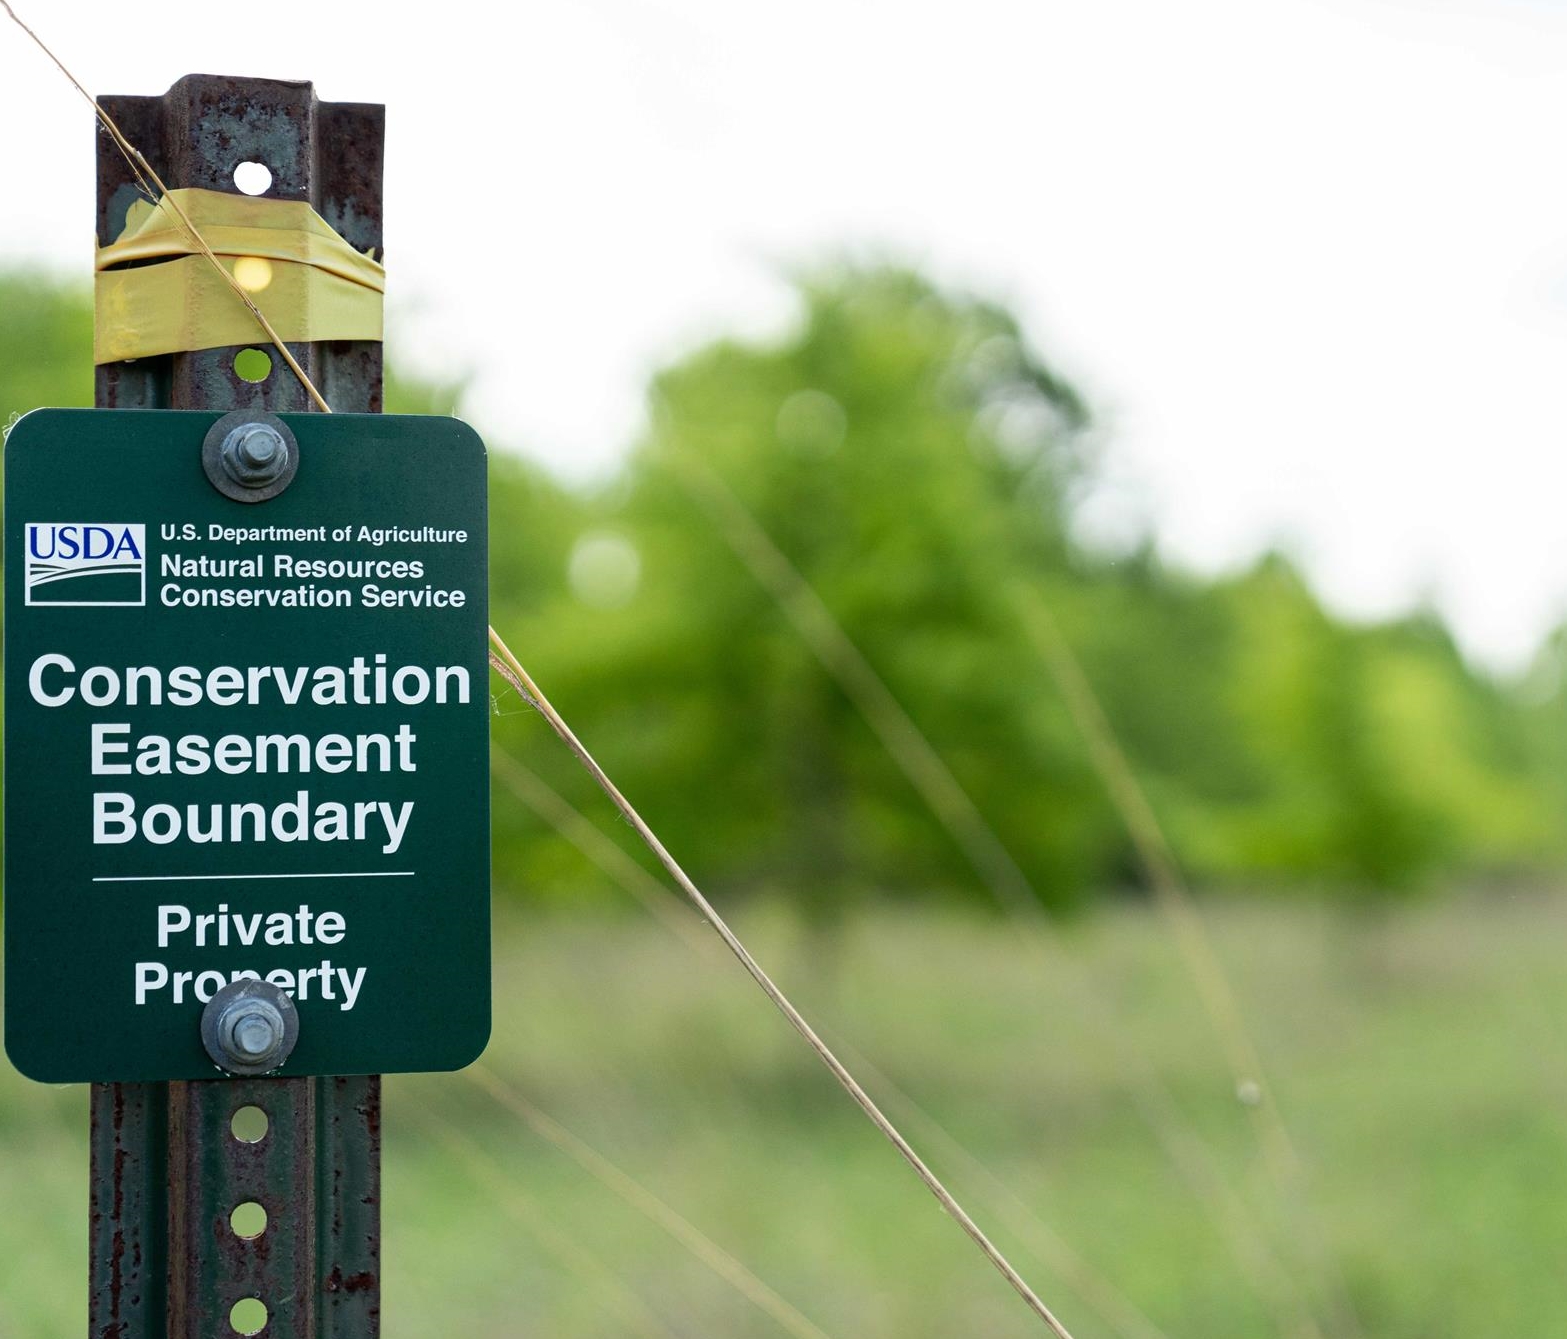 USDA
U.S. Department of Agriculture
Natural Resources
Conservation Service
Conservation
Easement
Boundary
Private
Property